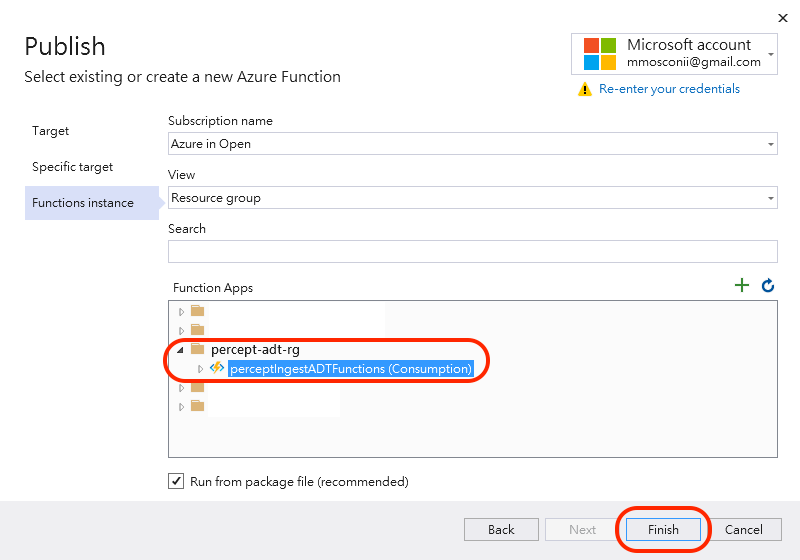 Publish
Select existing or create a new Azure Function
Microsoft account
mmosconii@gmail.com
Re-enter your credentials
Target
Specific target
Functions instance
Subscription name
Azure in Open
View
Resource group
Search
Function Apps
percept-adt-rg
perceptIngestADTFunctions (Consumption)
Run from package file (recommended)
Back
Next
Finish
Cancel